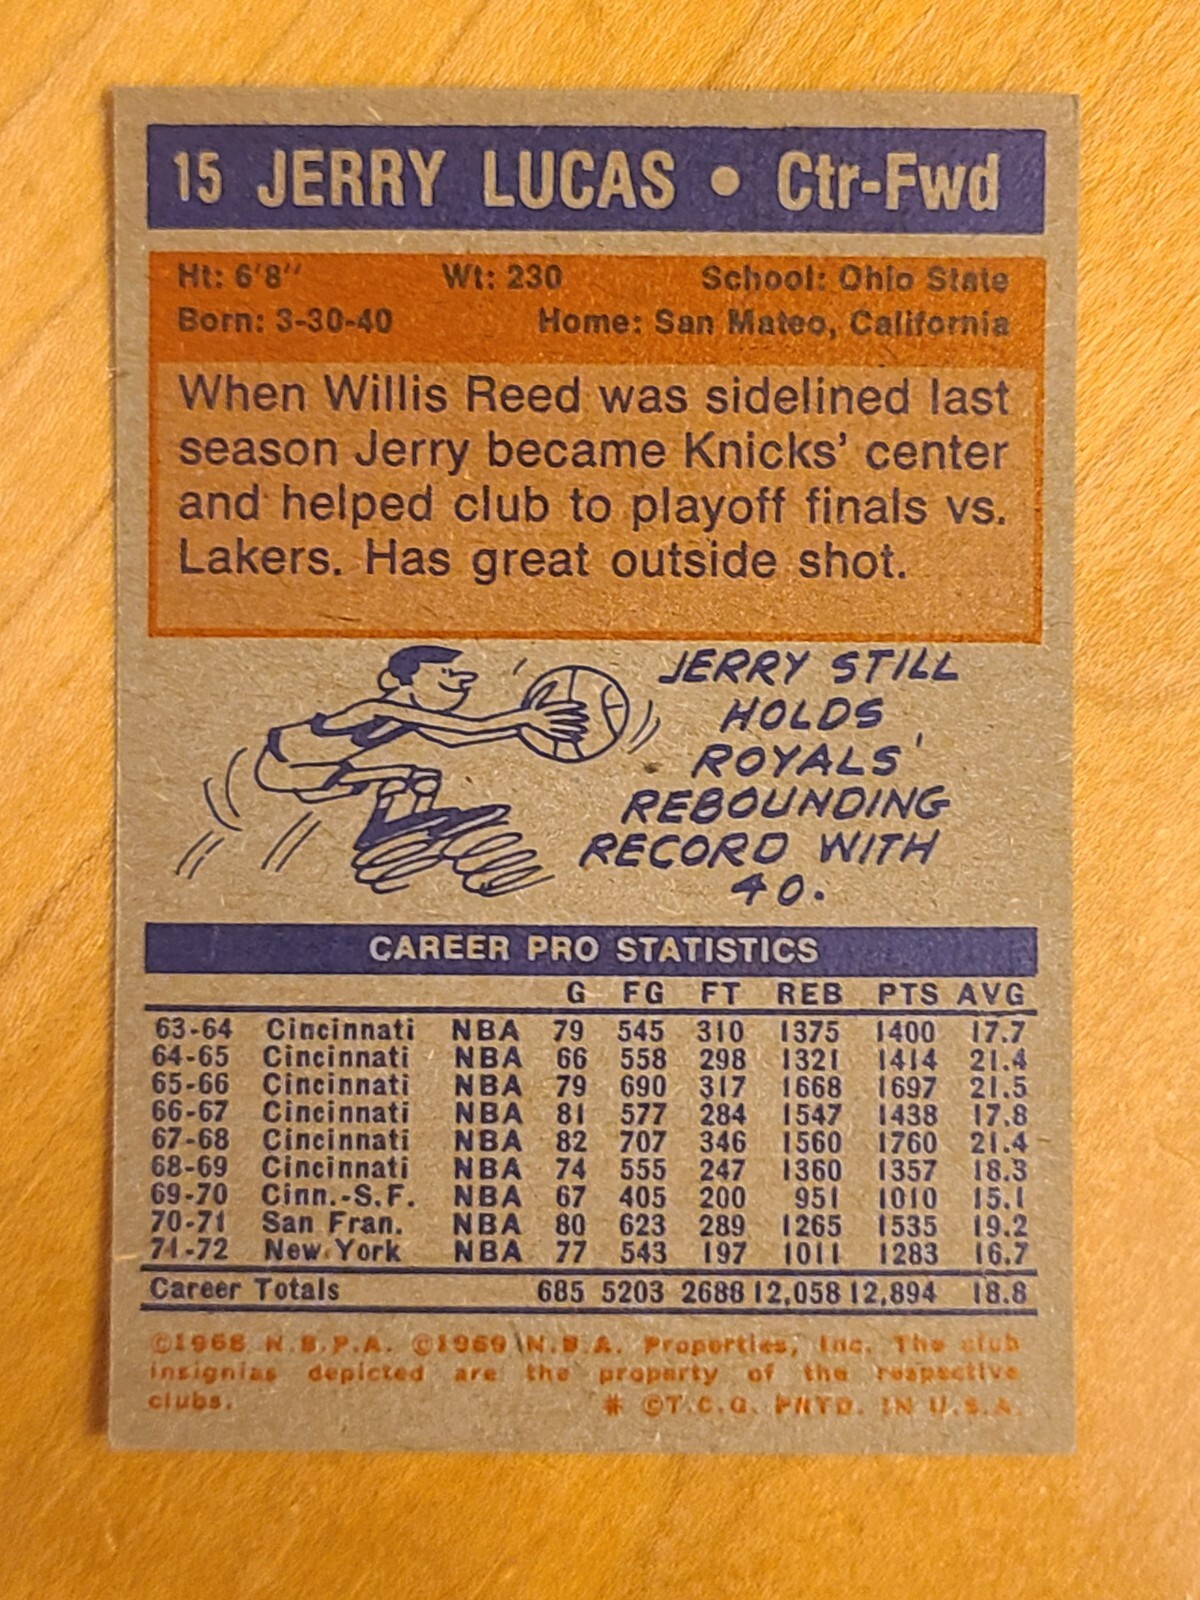 15 JERRY LUCAS • Ctr-Fwd
Ht: 6'8" Wt: 230 School: Ohio State
Born: 3-30-40 Home: San Mateo, California
When Willis Reed was sidelined last
season Jerry became Knicks' center
and helped club to playoff finals vs.
Lakers. Has great outside shot.
JERRY STILL
HOLDS
ROYALS'
REBOUNDING
RECORD WITH
40.
CAREER PRO STATISTICS
G FG FT REB PTS AVG
63-64 Cincinnati NBA 79 545 310 1375 1400 17.7
64-65 Cincinnati NBA 66 558 298 1321 1414 21.4
65-66 Cincinnati NBA 79 690 317 1668 1697 21.5
66-67 Cincinnati NBA 81 577 284 1547 1438 17.8
67-68 Cincinnati NBA 82 707 346 1560 1760 21.4
68-69 Cincinnati NBA 74 555 247 1360 1357 18.3
69-70 Cinn.-S.F. NBA 67 405 200 951 1010 15.1
70-71 San Fran. NBA 80 623 289 1265 1535 19.2
71-72 New York NBA 77 543 197 1011 1283 16.7
Career Totals 685 5203 2688 12,058 12,894 18.8
©1968 N.B.P.A. ©1969 N.B.A. Properties, Inc. The club
insignias depicted are the property of the respective
clubs. * ©T.C.G. PRTD. IN U.S.A.